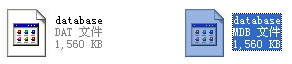 database
DAT 文件
1,560 KB
database
MDB 文件
1,560 KB